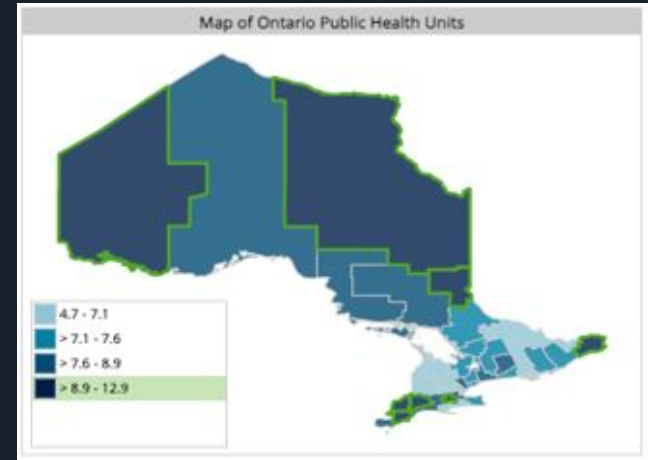 Map of Ontario Public Health Units
4.7 - 7.1
> 7.1 - 7.6
> 7.6 - 8.9
> 8.9 - 12.9